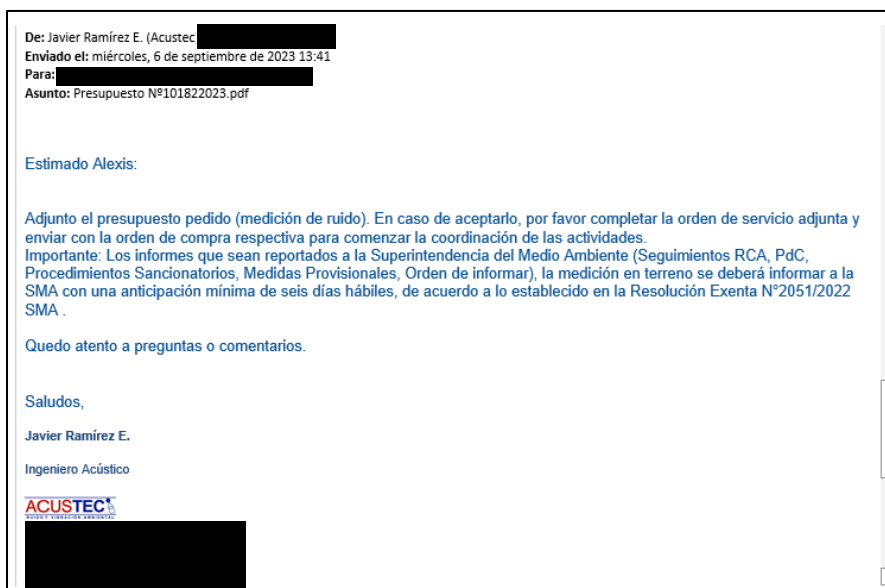 De: Javier Ramírez E. (Acustec
Enviado el: miércoles, 6 de septiembre de 2023 13:41
Para:
Asunto: Presupuesto Nº101822023.pdf
Estimado Alexis:
Adjunto el presupuesto pedido (medición de ruido). En caso de aceptarlo, por favor completar la orden de servicio adjunta y
enviar con la orden de compra respectiva para comenzar la coordinación de las actividades.
Importante: Los informes que sean reportados a la Superintendencia del Medio Ambiente (Seguimientos RCA, PdC,
Procedimientos Sancionatorios, Medidas Provisionales, Orden de informar), la medición en terreno se deberá informar a la
SMA con una anticipación mínima de seis días hábiles, de acuerdo a lo establecido en la Resolución Exenta N°2051/2022
SMA .
Quedo atento a preguntas o comentarios.
Saludos,
Javier Ramírez E.
Ingeniero Acústico
ACUSTEC
RUIDO Y VIBRACIÓN AMBIENTAL